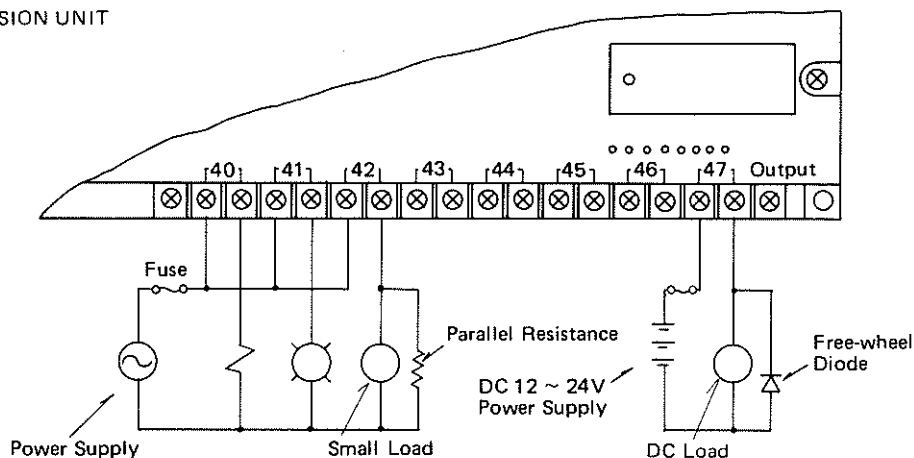 SION UNIT
40 41 42 43 44 45 46 47 Output
Fuse
Parallel Resistance
Free-wheel
Diode
DC 12 ~ 24V
Power Supply
Power Supply
Small Load
DC Load